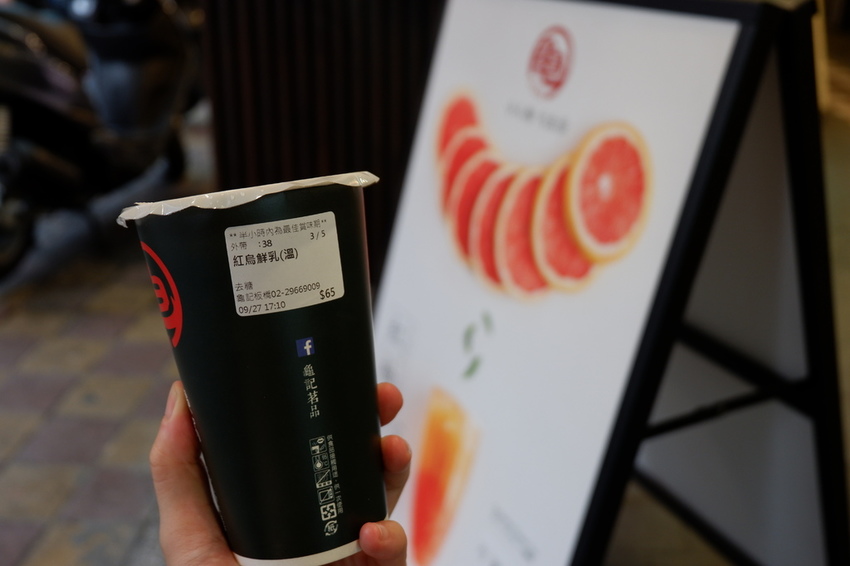 ** 半小時內為最佳賞味期**
外帶 :38 3/5
紅烏鮮乳(溫)
去糖
龜記板橋02-29669009
09/27 17:10 $65
f
龜記茗品